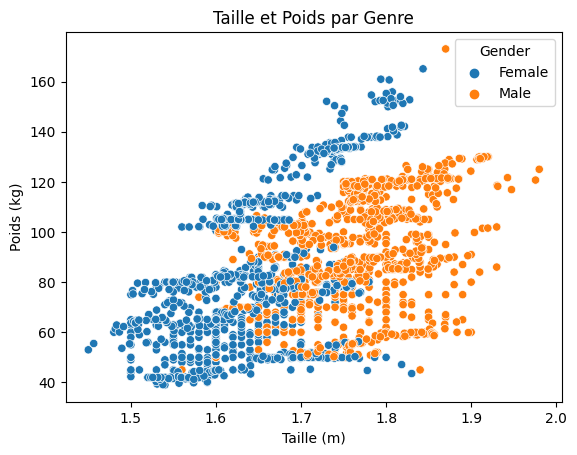 Taille et Poids par Genre
Gender
Female
Male
Poids (kg)
160
140
120
100
80
60
40
1.5 1.6 1.7 1.8 1.9 2.0
Taille (m)